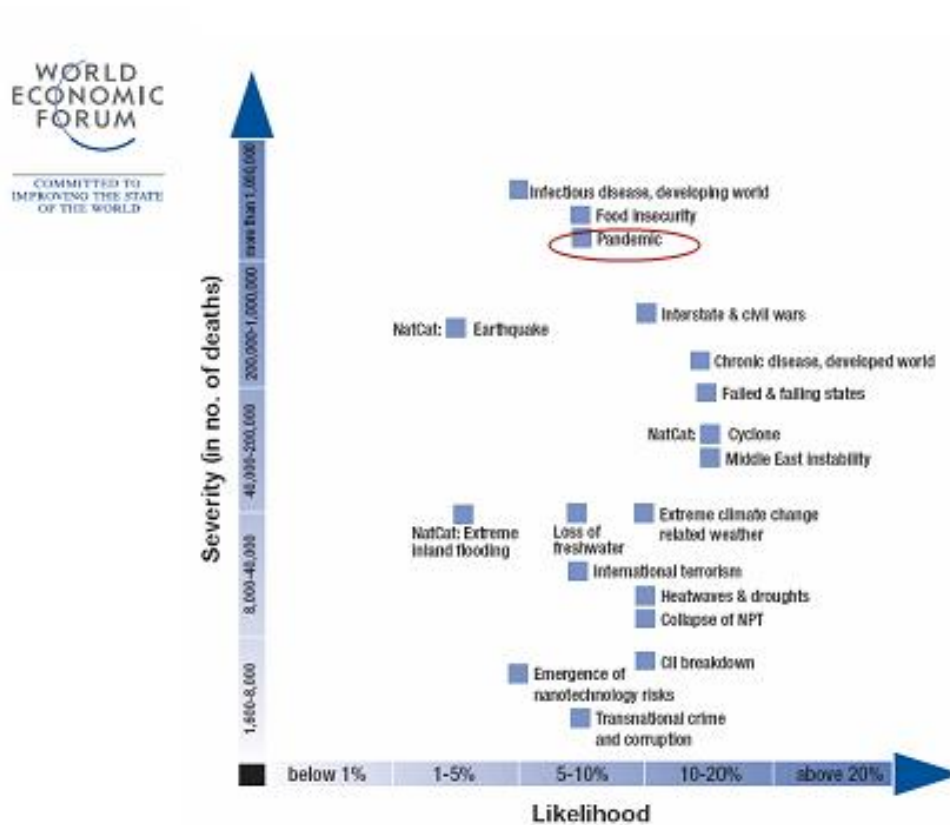 WORLD
ECONOMIC
FORUM
COMMITTED TO
IMPROVING THE STATE
OF THE WORLD
Severity (in no. of deaths)
more than 1,000,000
200,000-1,000,000
40,000-200,000
8,000-40,000
1,600-8,000
Infectious disease, developing world
Food insecurity
Pandemic
Interstate & civil wars
NatCat: Earthquake
Chronic disease, developed world
Failed & failing states
NatCat: Cyclone
Middle East instability
NatCat: Extreme
inland flooding
Loss of
freshwater
Extreme climate change
related weather
International terrorism
Heatwaves & droughts
Collapse of NPT
CII breakdown
Emergence of
nanotechnology risks
Transnational crime
and corruption
below 1%
1-5%
5-10%
10-20%
above 20%
Likelihood